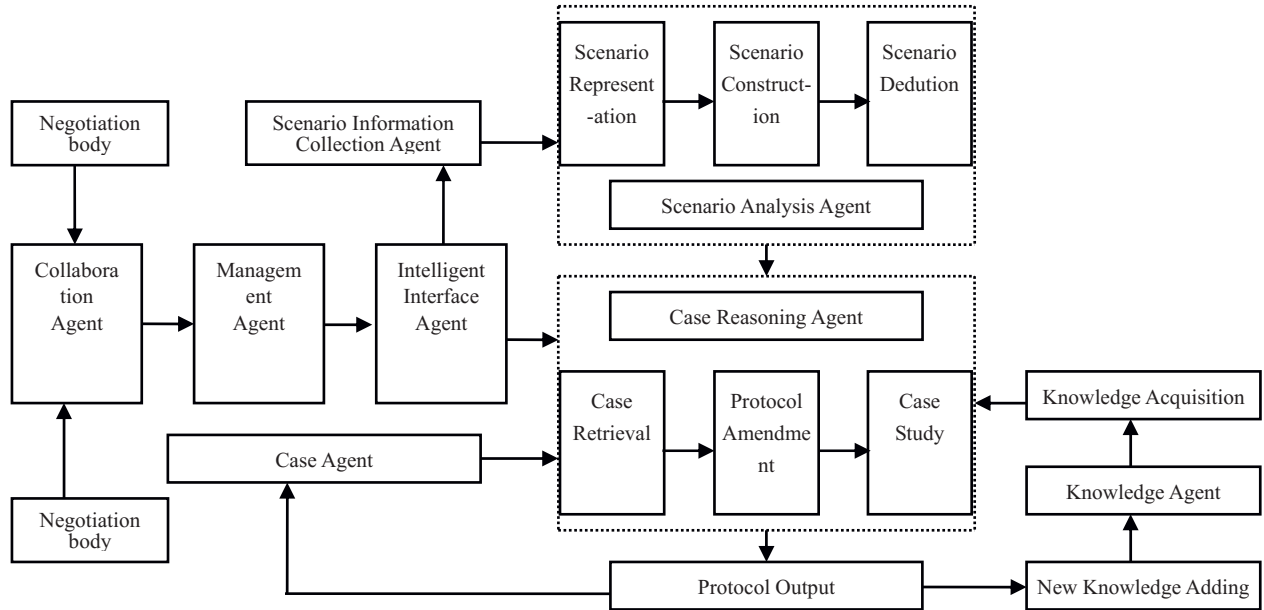 Scenario
Represent
-ation
Scenario
Construct-
ion
Scenario
Dedution
Negotiation
body
Scenario Information
Collection Agent
Scenario Analysis Agent
Collabora
tion
Agent
Managem
ent
Agent
Intelligent
Interface
Agent
Case Reasoning Agent
Case
Retrieval
Protocol
Amendme
nt
Case
Study
Knowledge Acquisition
Case Agent
Knowledge Agent
Negotiation
body
Protocol Output
New Knowledge Adding